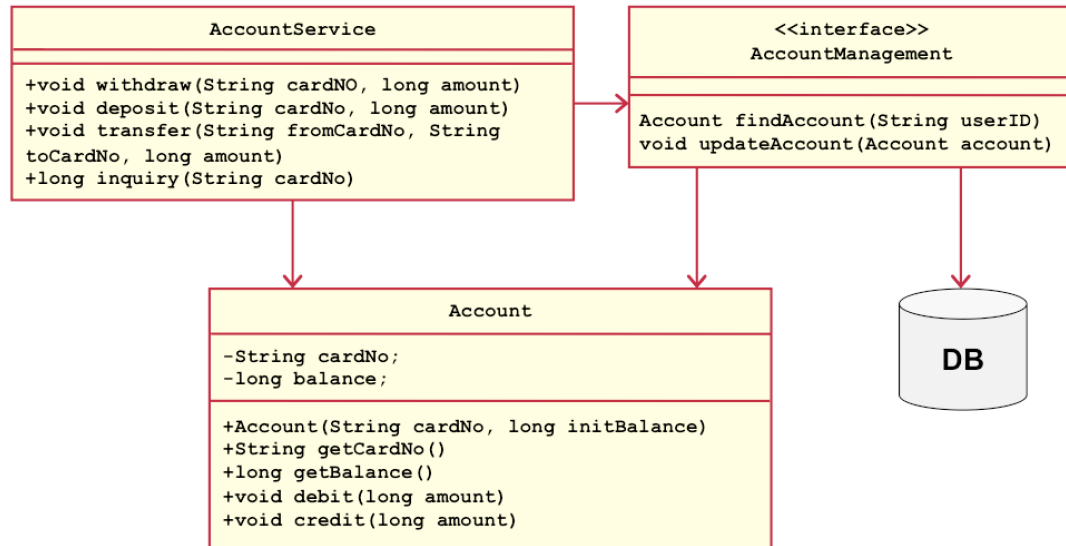 AccountService
+void withdraw(String cardNO, long amount)
+void deposit(String cardNo, long amount)
+void transfer(String fromCardNo, String
toCardNo, long amount)
+long inquiry(String cardNo)
<<interface>>
AccountManagement
Account findAccount(String userID)
void updateAccount(Account account)
Account
-String cardNo;
-long balance;
+Account(String cardNo, long initBalance)
+String getCardNo()
+long getBalance()
+void debit(long amount)
+void credit(long amount)
DB